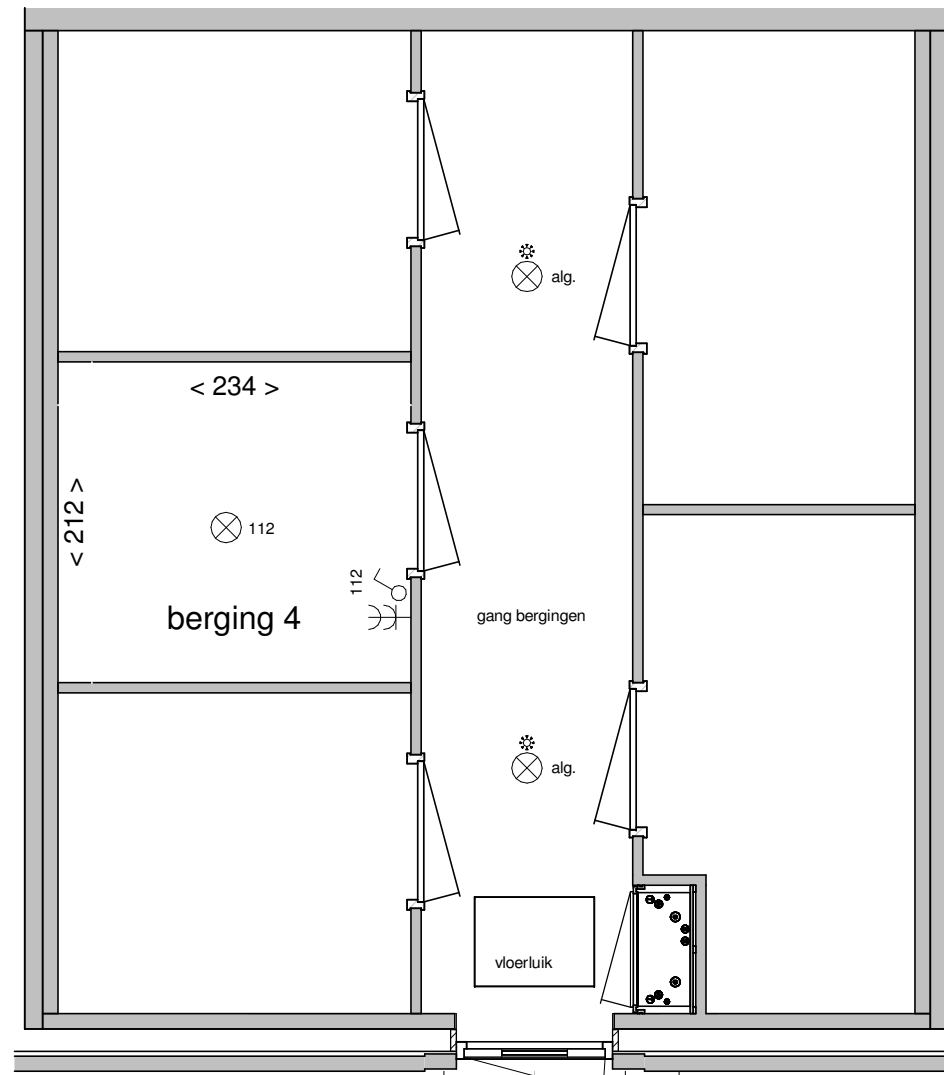 alg.
< 234 >
< 212 >
112
112
berging 4
gang bergingen
alg.
vloerluik